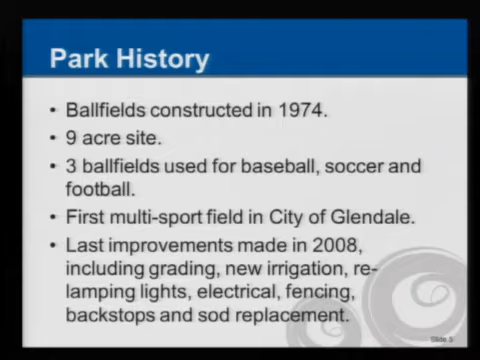 Park History
• Ballfields constructed in 1974.
• 9 acre site.
• 3 ballfields used for baseball, soccer and
football.
• First multi-sport field in City of Glendale.
• Last improvements made in 2008,
including grading, new irrigation, re-
lamping lights, electrical, fencing,
backstops and sod replacement.
Slide 3